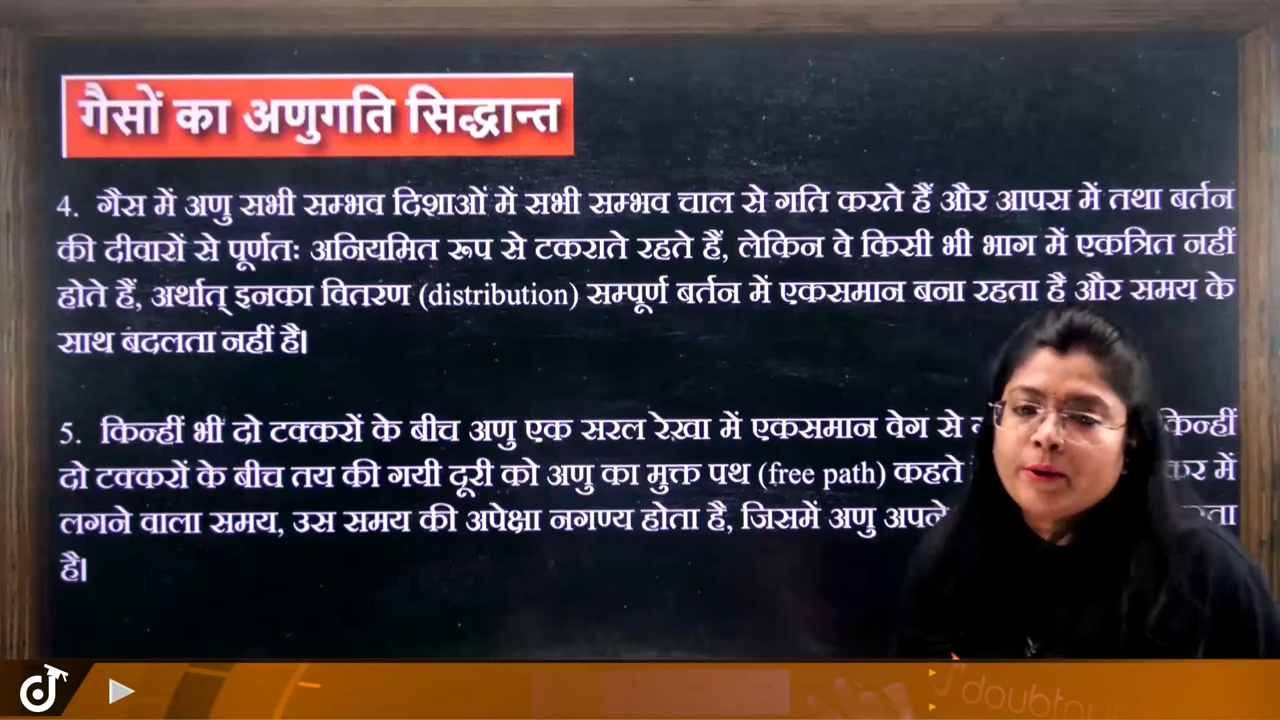 गैसों का अणुगति सिद्धान्त
4. गैस में अणु सभी सम्भव दिशाओं में सभी सम्भव चाल से गति करते हैं और आपस में तथा बर्तन
की दीवारों से पूर्णतः अनियमित रूप से टकराते रहते हैं, लेकिन वे किसी भी भाग में एकत्रित नहीं
होते हैं, अर्थात् इनका वितरण (distribution) सम्पूर्ण बर्तन में एकसमान बना रहता है और समय के
साथ बदलता नहीं है।
5. किन्हीं भी दो टक्करों के बीच अणु एक सरल रेखा में एकसमान वेग से किन्हीं
दो टक्करों के बीच तय की गयी दूरी को अणु का मुक्त पथ (free path) कहते में
लगने वाला समय, उस समय की अपेक्षा नगण्य होता है, जिसमें अणु
है।